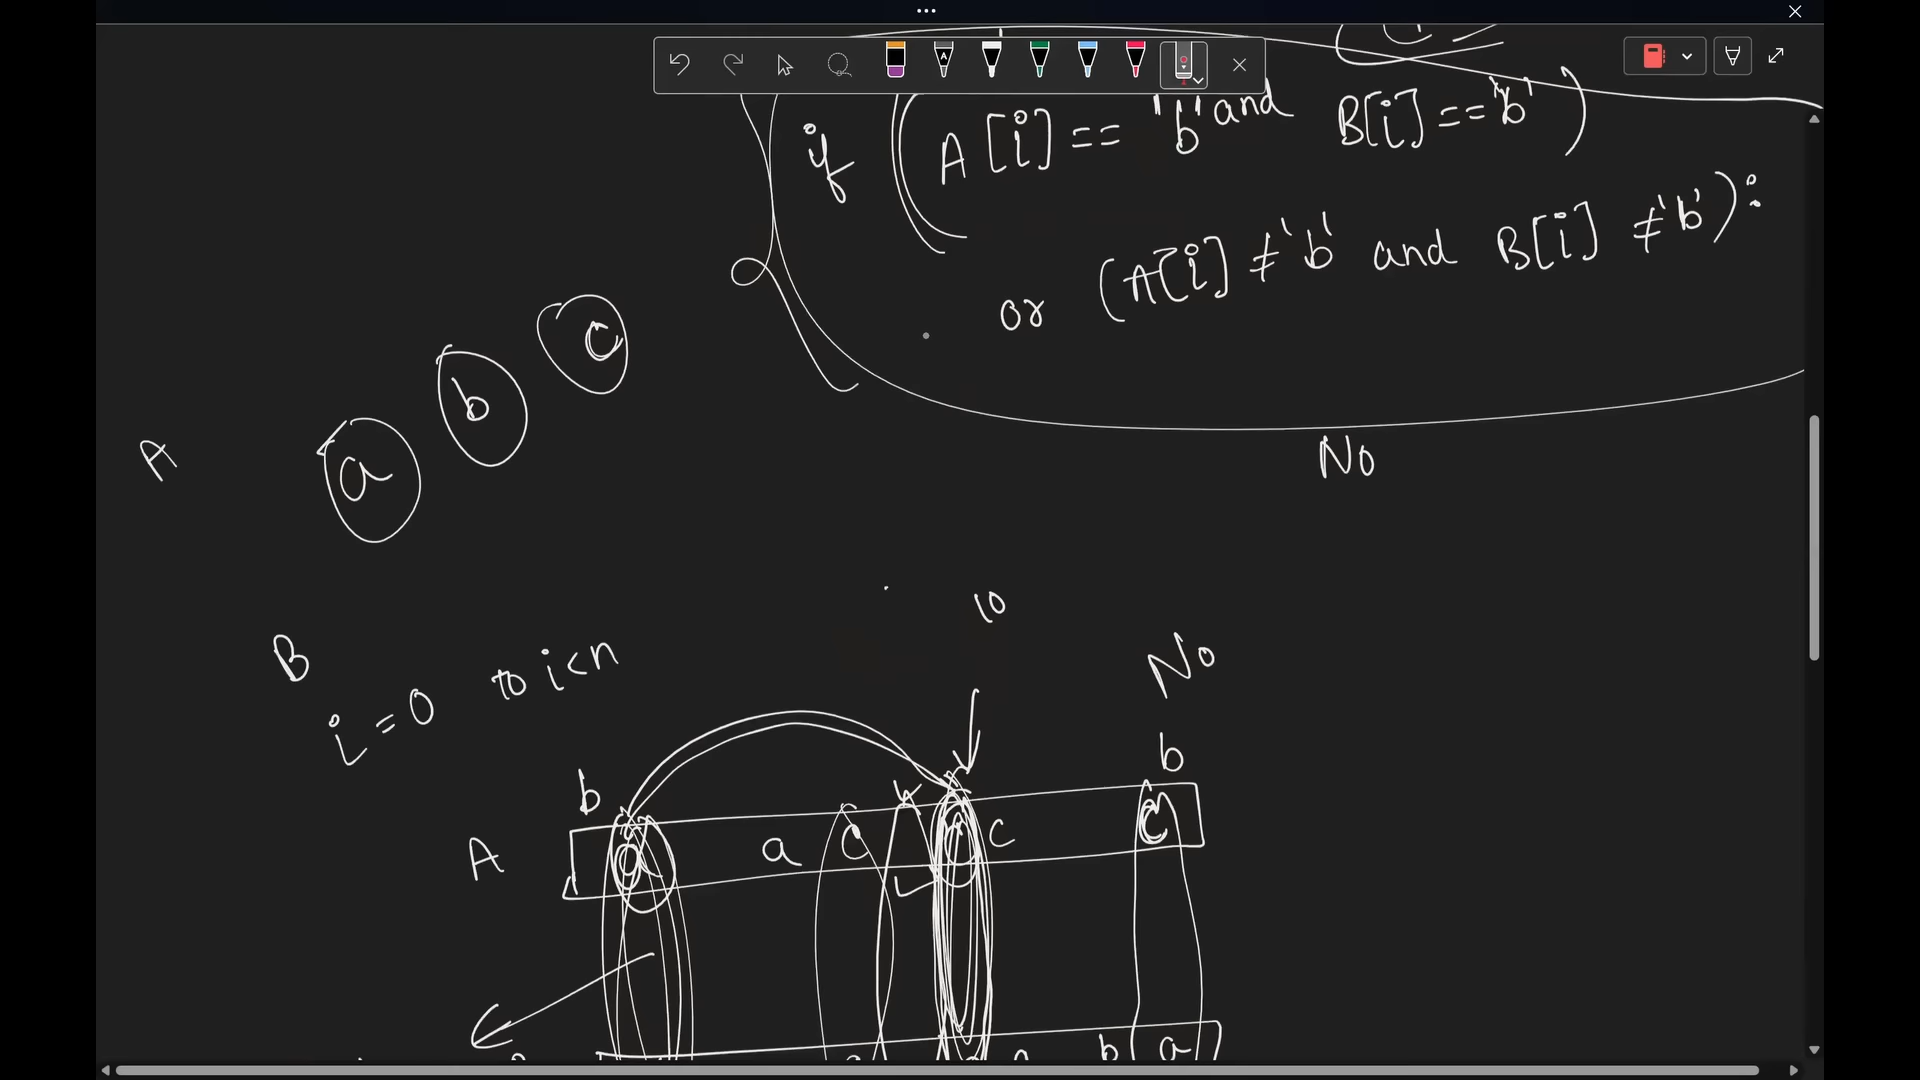 if (A[i] == 'b' and B[i] == 'b')
or (A[i] ≠ 'b' and B[i] ≠ 'b'):
No
A a b c
10
B
i = 0 to i<n
No
b b
A a a c c c
b a